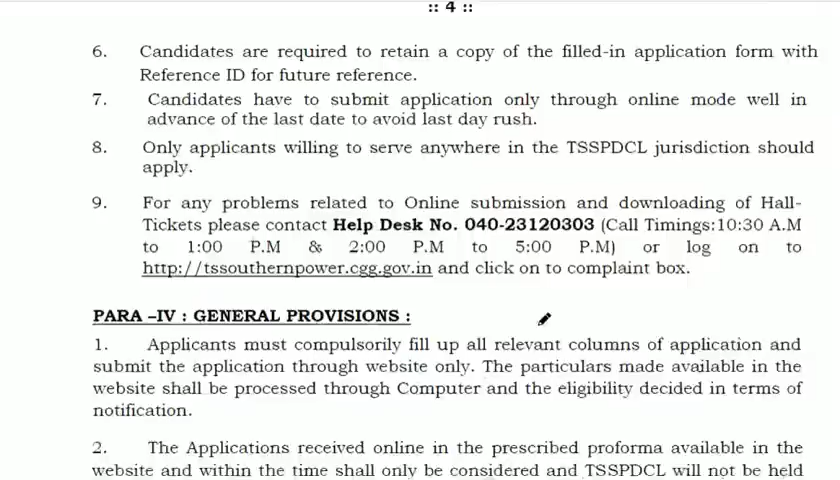 :: 4 ::
6. Candidates are required to retain a copy of the filled-in application form with
Reference ID for future reference.
7. Candidates have to submit application only through online mode well in
advance of the last date to avoid last day rush.
8. Only applicants willing to serve anywhere in the TSSPDCL jurisdiction should
apply.
9. For any problems related to Online submission and downloading of Hall-
Tickets please contact Help Desk No. 040-23120303 (Call Timings:10:30 A.M
to 1:00 P.M & 2:00 P.M to 5:00 P.M) or log on to
http://tssouthernpower.cgg.gov.in and click on to complaint box.
PARA –IV : GENERAL PROVISIONS :
1. Applicants must compulsorily fill up all relevant columns of application and
submit the application through website only. The particulars made available in the
website shall be processed through Computer and the eligibility decided in terms of
notification.
2. The Applications received online in the prescribed proforma available in the
website and within the time shall only be considered and TSSPDCL will not be held